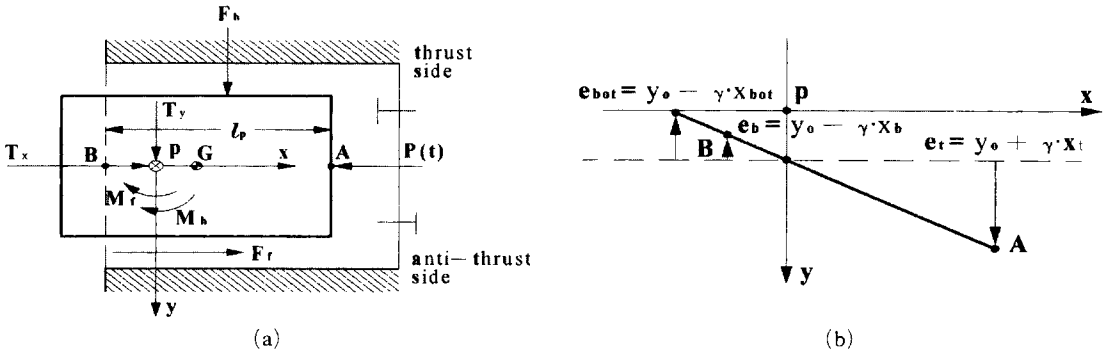 (a)
F_h
thrust
side
T_y
l_p
T_x
B
p
G
x
A
P(t)
M_f
M_h
F_f
anti-thrust
side
y
(a)
(b)
p
x
e_bot = y_o - γ·x_bot
e_b = y_o - γ·x_b
B
e_t = y_o + γ·x_t
A
y
(b)